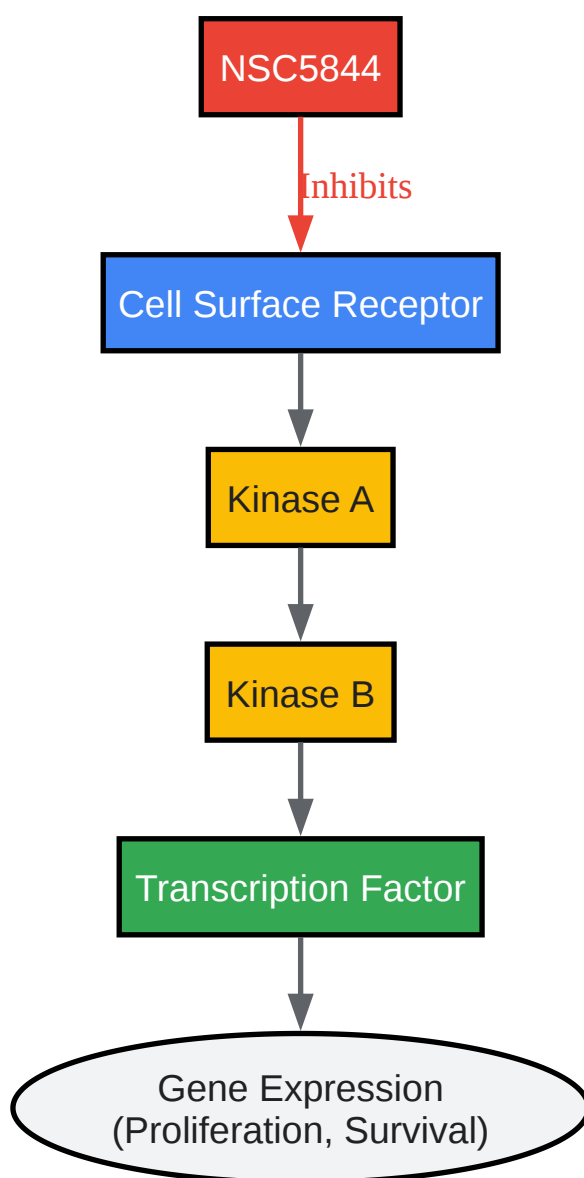 NSC5844
Inhibits
Cell Surface Receptor
Kinase A
Kinase B
Transcription Factor
Gene Expression
(Proliferation, Survival)